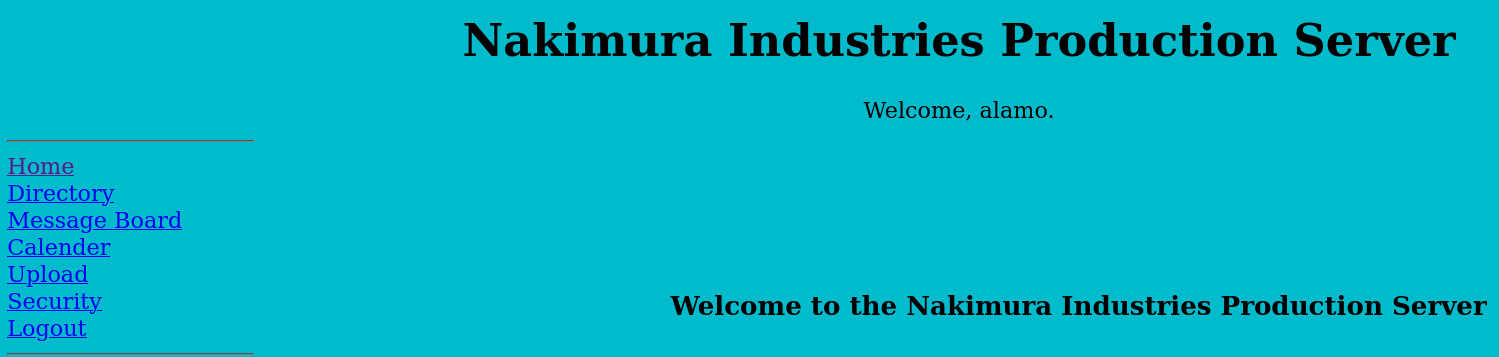 Nakimura Industries Production Server
Welcome, alamo.
Home
Directory
Message Board
Calender
Upload
Security
Logout
Welcome to the Nakimura Industries Production Server